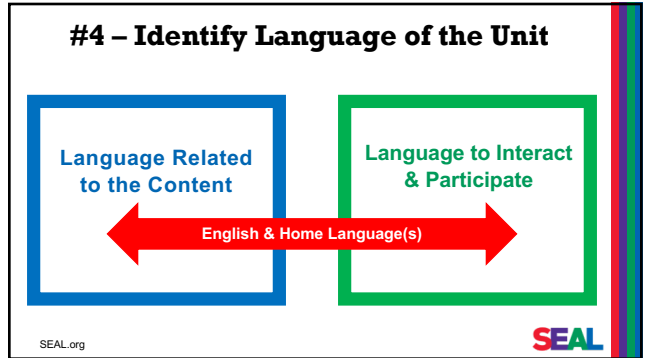 #4 – Identify Language of the Unit
Language Related
to the Content
Language to Interact
& Participate
English & Home Language(s)
SEAL.org
SEAL